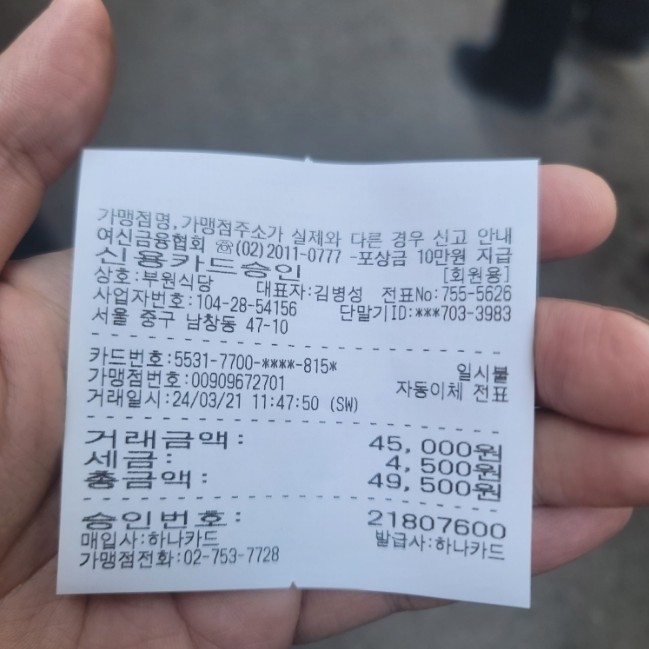 가맹점명,가맹점주소가 실제와 다른 경우 신고 안내
여신금융협회 ☎(02)2011-0777 -포상금 10만원 지급
신용카드승인 [회원용]
상호:부원식당 대표자:김병성 전표No:755-5626
사업자번호:104-28-54156 단말기ID:***703-3983
서울 중구 남창동 47-10
카드번호:5531-7700-****-815* 일시불
가맹점번호:00909672701 자동이체 전표
거래일시:24/03/21 11:47:50 (SW)
거래금액: 45,000원
세금: 4,500원
총금액: 49,500원
승인번호: 21807600
매입사:하나카드 발급사:하나카드
가맹점전화:02-753-7728